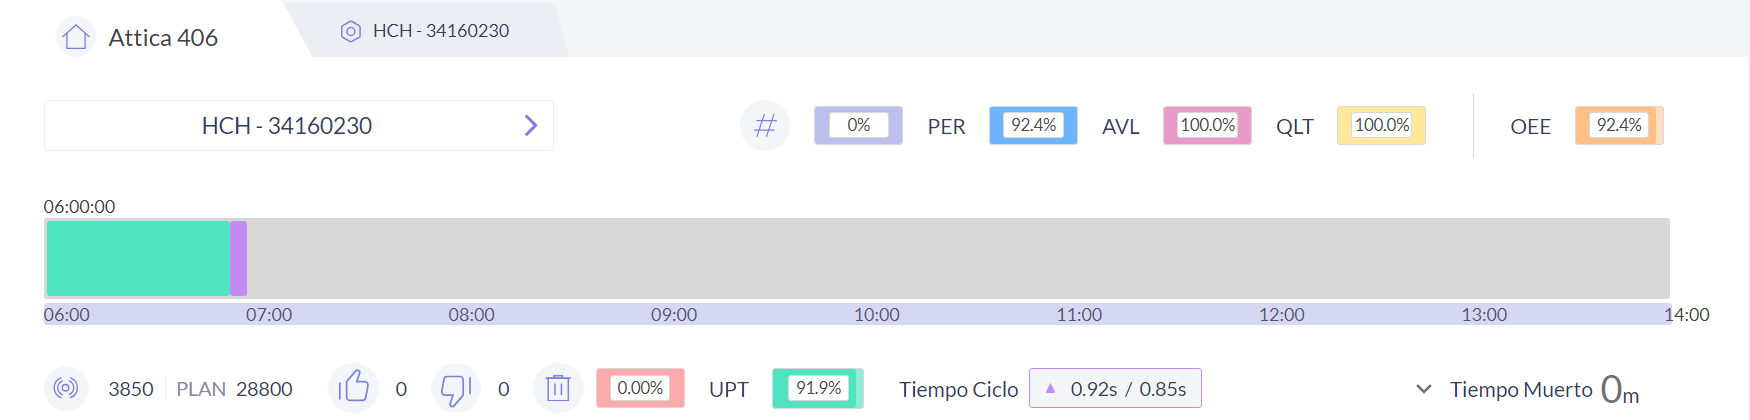 Attica 406
HCH - 34160230
HCH - 34160230
# 0% PER 92.4% AVL 100.0% QLT 100.0% OEE 92.4%
06:00:00
06:00 07:00 08:00 09:00 10:00 11:00 12:00 13:00 14:00
3850 PLAN 28800 0 0 0.00% UPT 91.9% Tiempo Ciclo 0.92s / 0.85s Tiempo Muerto 0m